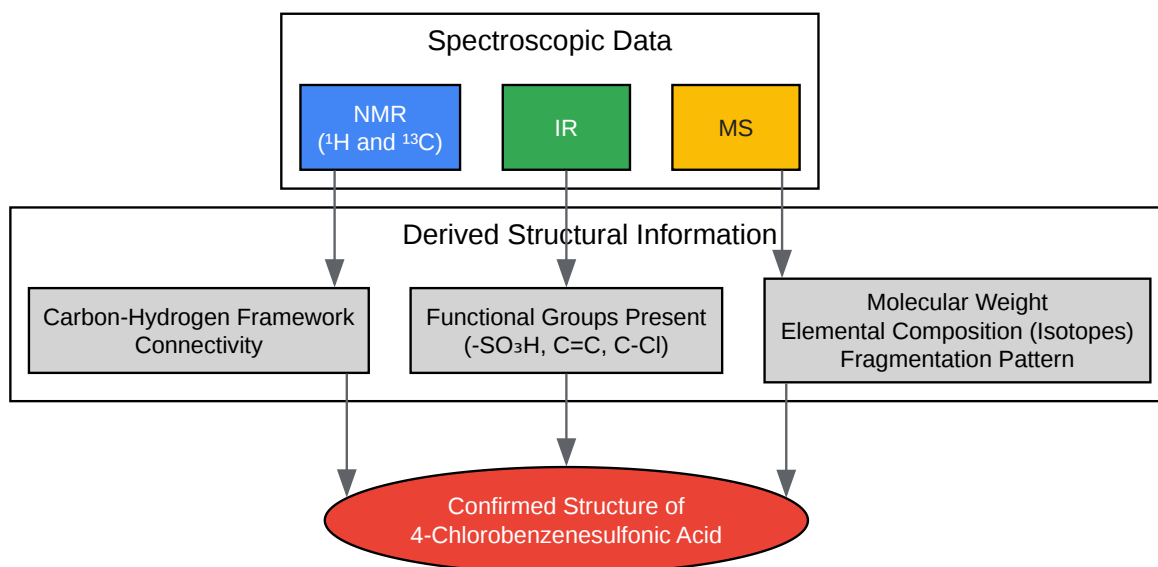 Spectroscopic Data
NMR
(¹H and ¹³C)
IR
MS
Derived Structural Information
Carbon-Hydrogen Framework
Connectivity
Functional Groups Present
(-SO₃H, C=C, C-Cl)
Molecular Weight
Elemental Composition (Isotopes)
Fragmentation Pattern
Confirmed Structure of
4-Chlorobenzenesulfonic Acid